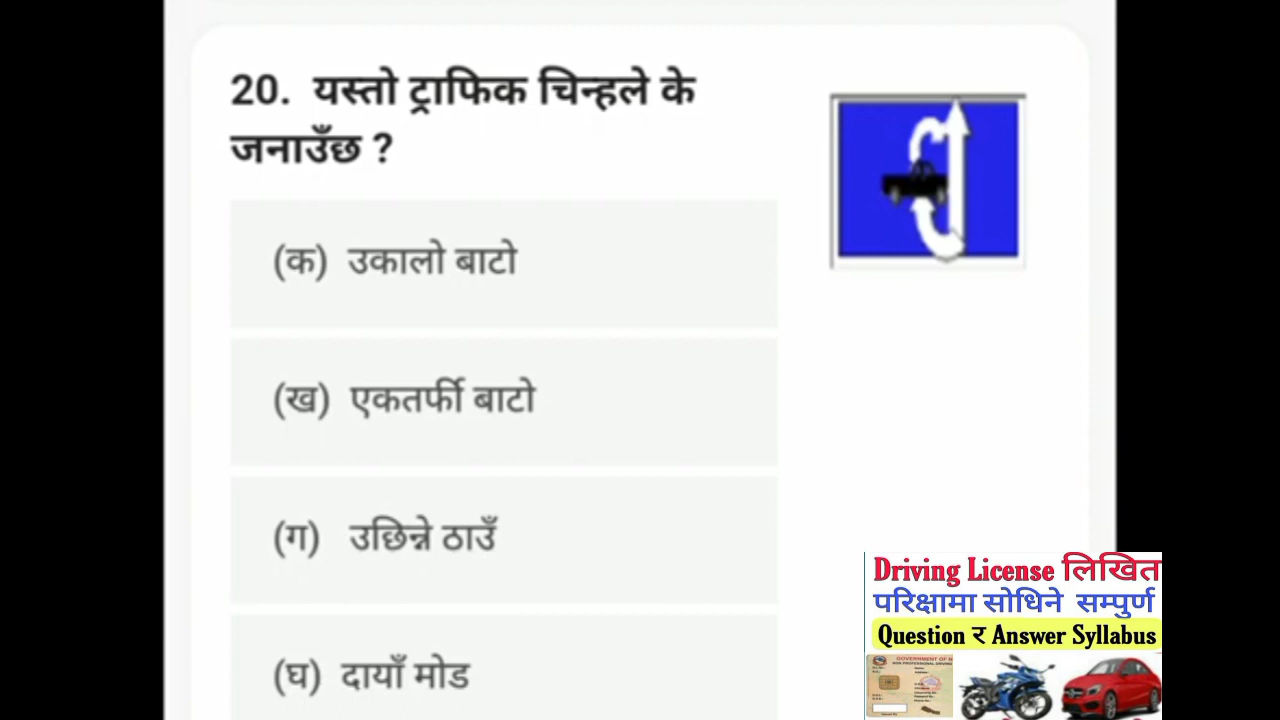 20. यस्तो ट्राफिक चिन्हले के
जनाउँछ ?
(क) उकालो बाटो
(ख) एकतर्फी बाटो
(ग) उछिन्ने ठाउँ
(घ) दायाँ मोड
Driving License लिखित
परिक्षामा सोधिने सम्पुर्ण
Question र Answer Syllabus